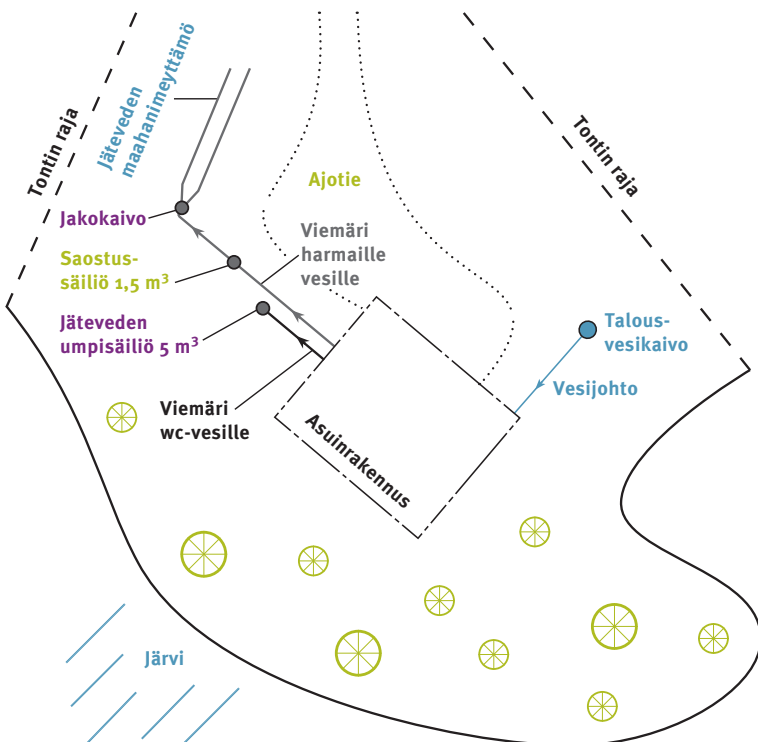 Tontin raja
Jäteveden
maahanimeyttämö
Tontin raja
Ajotie
Jakokaivo
Viemäri
harmaille
vesille
Saostus-
säiliö 1,5 m³
Jäteveden
umpisäiliö 5 m³
Talous-
vesikaivo
Vesijohto
Viemäri
wc-vesille
Asuinrakennus
Järvi